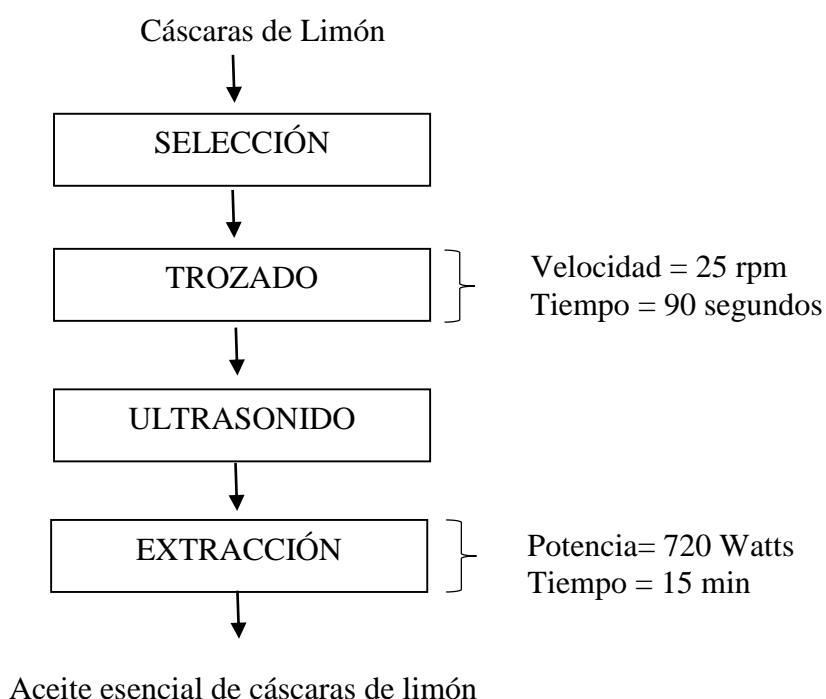 Cáscaras de Limón
SELECCIÓN
TROZADO
Velocidad = 25 rpm
Tiempo = 90 segundos
ULTRASONIDO
EXTRACCIÓN
Potencia= 720 Watts
Tiempo = 15 min
Aceite esencial de cáscaras de limón